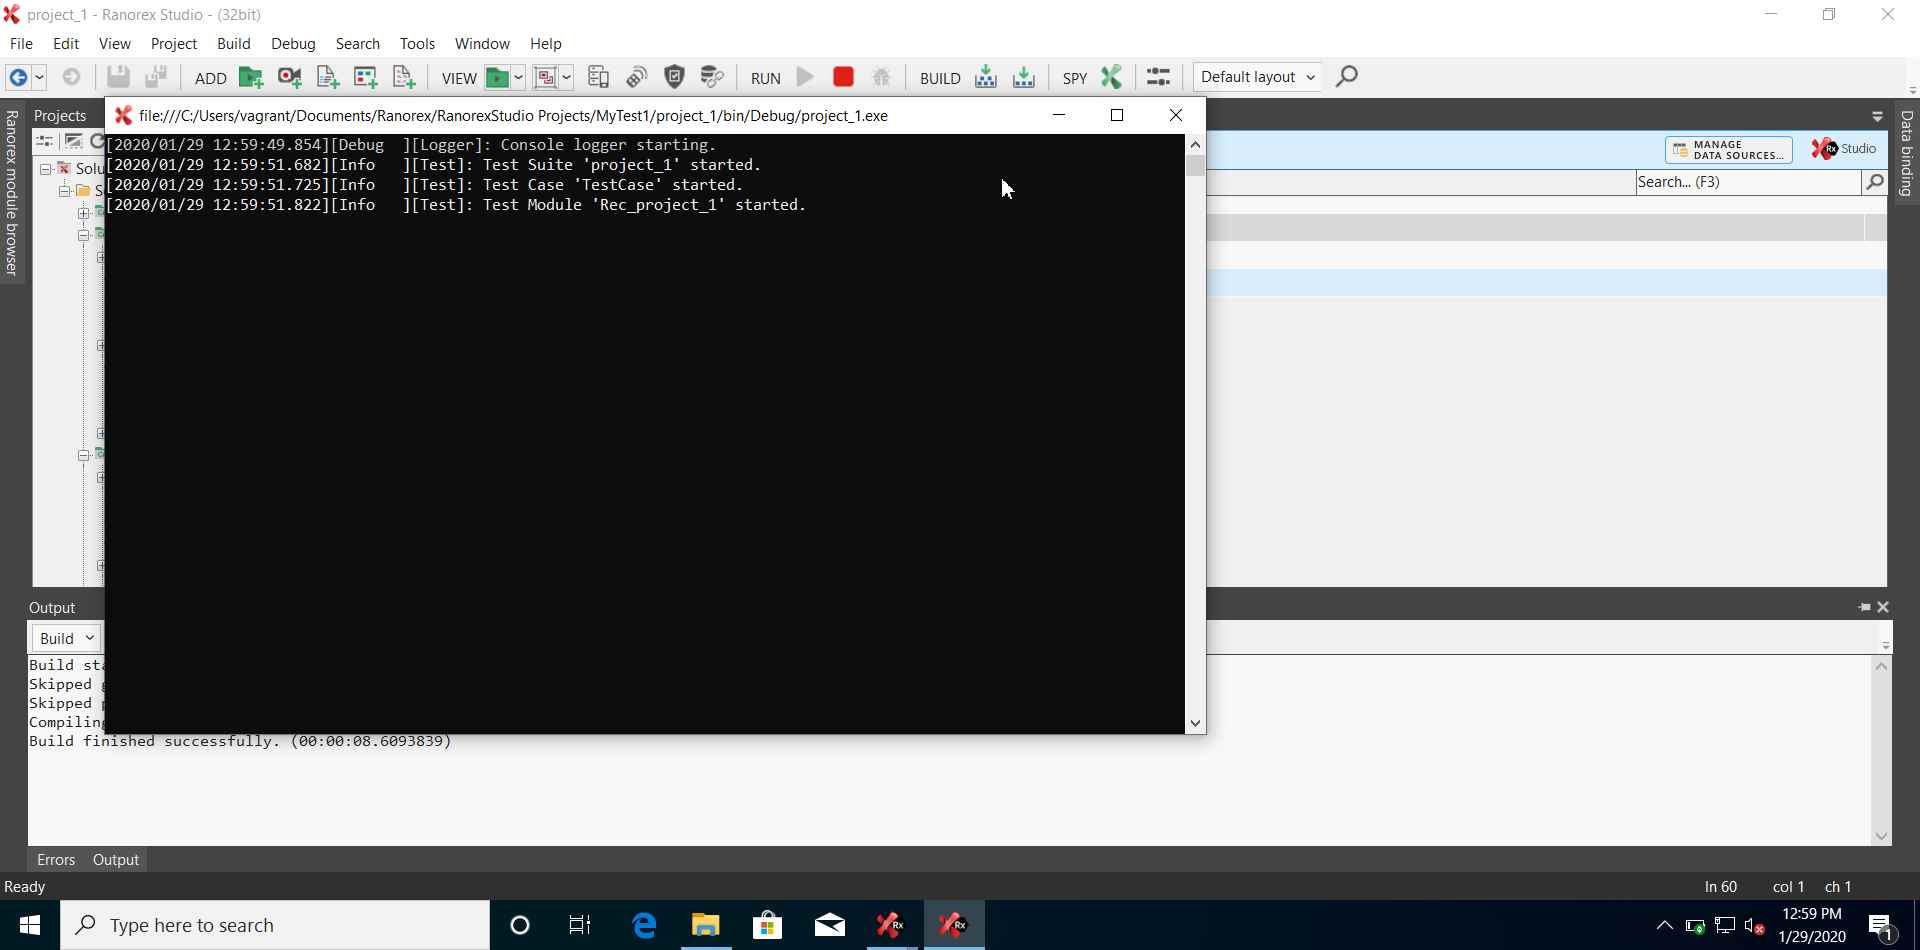 project_1 - Ranorex Studio - (32bit)
File Edit View Project Build Debug Search Tools Window Help
ADD VIEW RUN BUILD SPY Default layout
Ranorex module browser
Projects
file:///C:/Users/vagrant/Documents/Ranorex/RanorexStudio Projects/MyTest1/project_1/bin/Debug/project_1.exe
[2020/01/29 12:59:49.854][Debug  ][Logger]: Console logger starting.
[2020/01/29 12:59:51.682][Info   ][Test]: Test Suite 'project_1' started.
[2020/01/29 12:59:51.725][Info   ][Test]: Test Case 'TestCase' started.
[2020/01/29 12:59:51.822][Info   ][Test]: Test Module 'Rec_project_1' started.
Solu
S
MANAGE
DATA SOURCES...
Rx Studio
Search... (F3)
Data binding
Output
Build
Build sta
Skipped
Skipped
Compiling
Build finished successfully. (00:00:08.6093839)
Errors Output
Ready
ln 60 col 1 ch 1
Type here to search
Rx
Rx
12:59 PM
1/29/2020
1